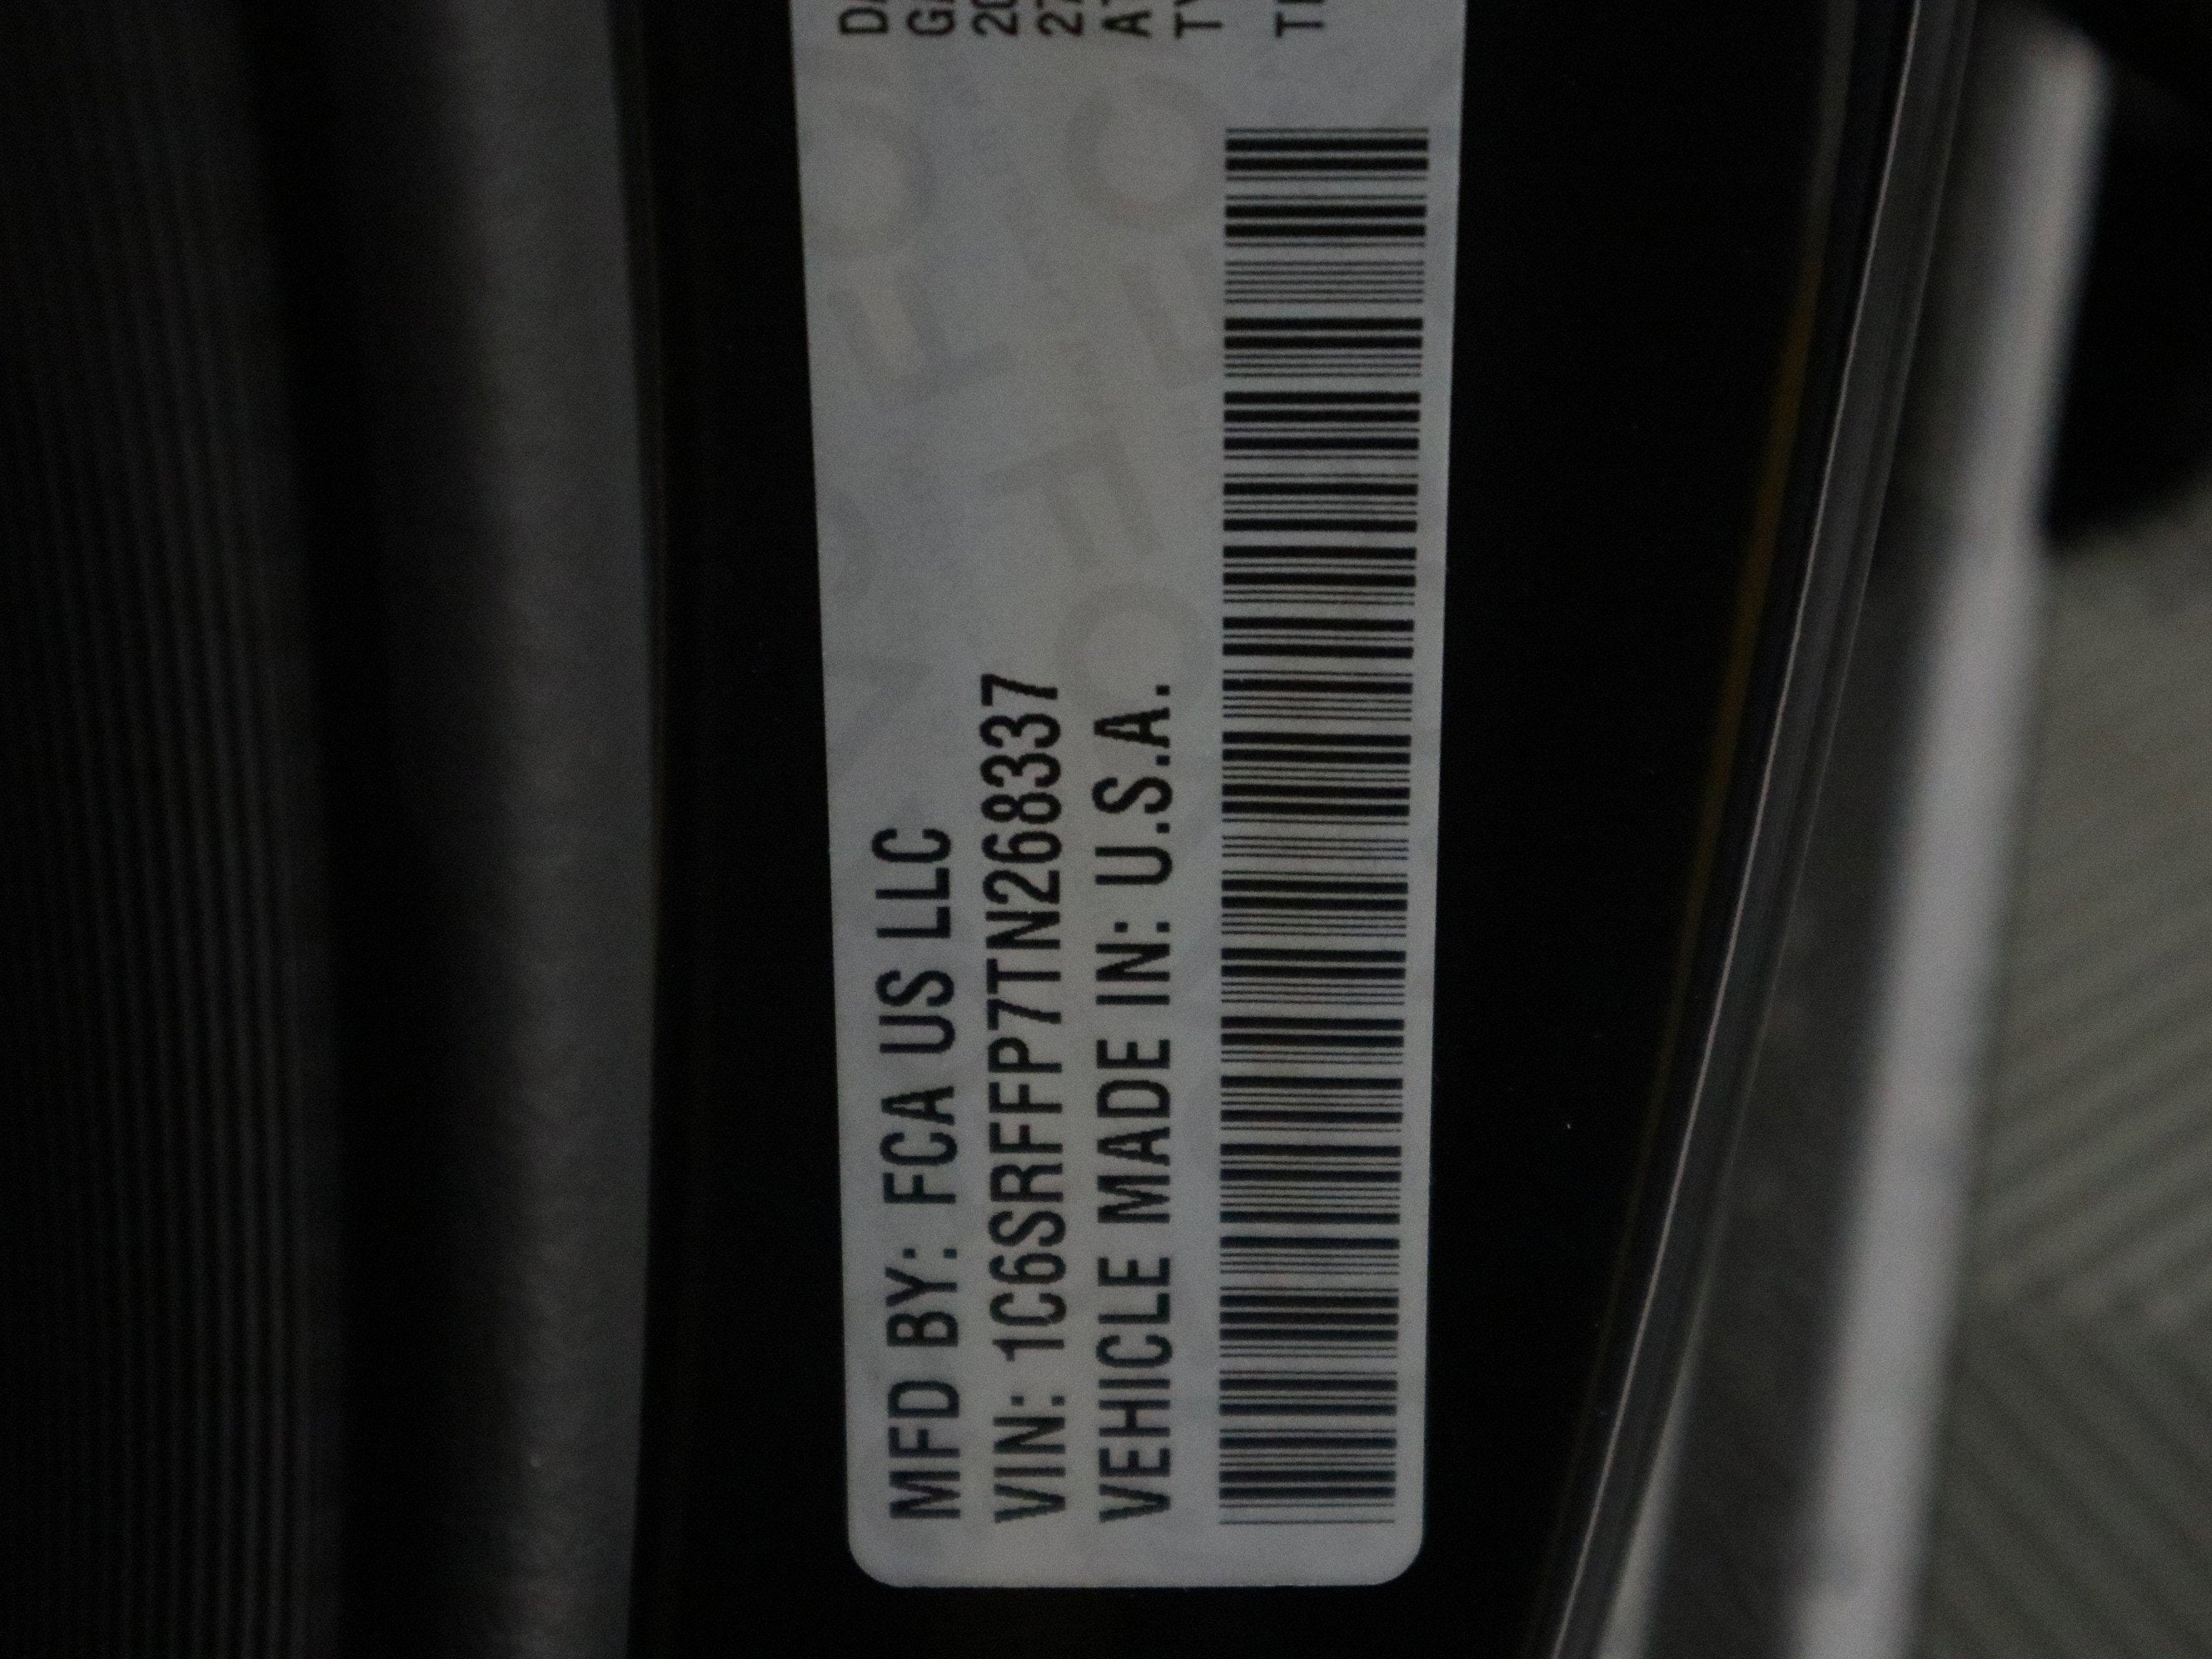 MFD BY: FCA US LLC
VIN: 1C6SRFFP7TN268337
VEHICLE MADE IN: U.S.A.